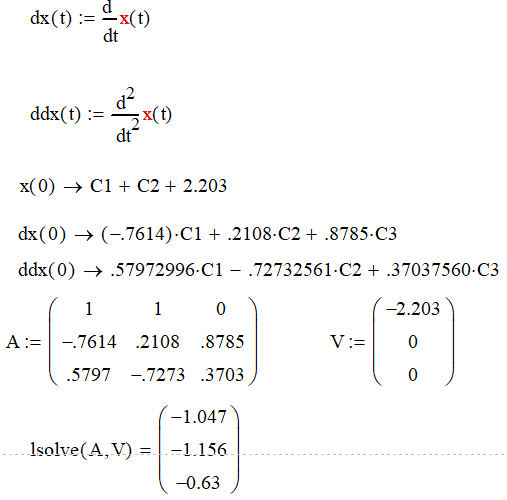 dx(t) := d/dt x(t)
ddx(t) := d²/dt² x(t)
x(0) → C1 + C2 + 2.203
dx(0) → (−.7614)·C1 + .2108·C2 + .8785·C3
ddx(0) → .57972996·C1 − .72732561·C2 + .37037560·C3
A := ( 1 1 0 V := ( −2.203
−.7614 .2108 .8785 0
.5797 −.7273 .3703 ) 0 )
lsolve(A,V) = ( −1.047
−1.156
−0.63 )